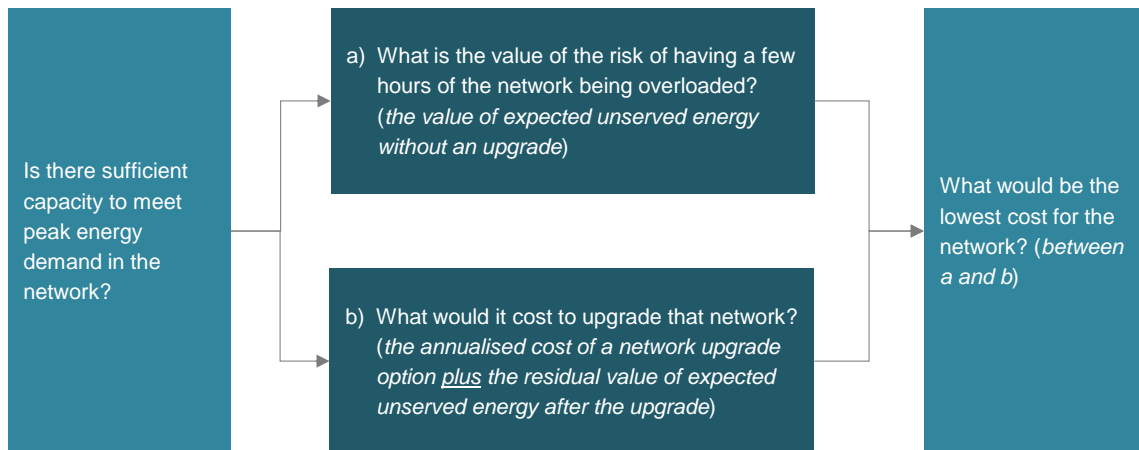 Is there sufficient
capacity to meet
peak energy
demand in the
network?
a) What is the value of the risk of having a few
hours of the network being overloaded?
(the value of expected unserved energy
without an upgrade)
b) What would it cost to upgrade that network?
(the annualised cost of a network upgrade
option plus the residual value of expected
unserved energy after the upgrade)
What would be the
lowest cost for the
network? (between
a and b)